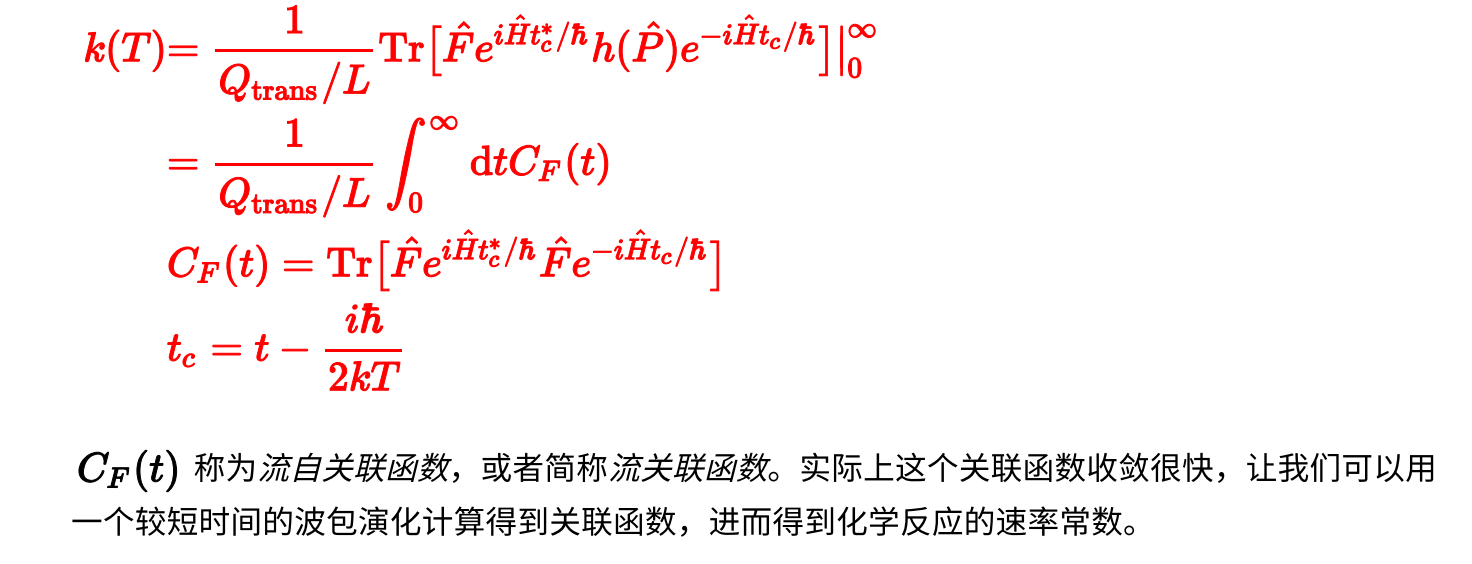 $k(T) = \frac{1}{Q_{\text{trans}}/L} \text{Tr}\left[\hat{F} e^{i\hat{H}t_c^*/\hbar} h(\hat{P}) e^{-i\hat{H}t_c/\hbar}\right]\Big|_0^\infty$
$= \frac{1}{Q_{\text{trans}}/L} \int_0^\infty \mathrm{d}t C_F(t)$
$C_F(t) = \text{Tr}\left[\hat{F} e^{i\hat{H}t_c^*/\hbar} \hat{F} e^{-i\hat{H}t_c/\hbar}\right]$
$t_c = t - \frac{i\hbar}{2kT}$
$C_F(t)$ 称为流自关联函数，或者简称流关联函数。实际上这个关联函数收敛很快，让我们可以用
一个较短时间的波包演化计算得到关联函数，进而得到化学反应的速率常数。